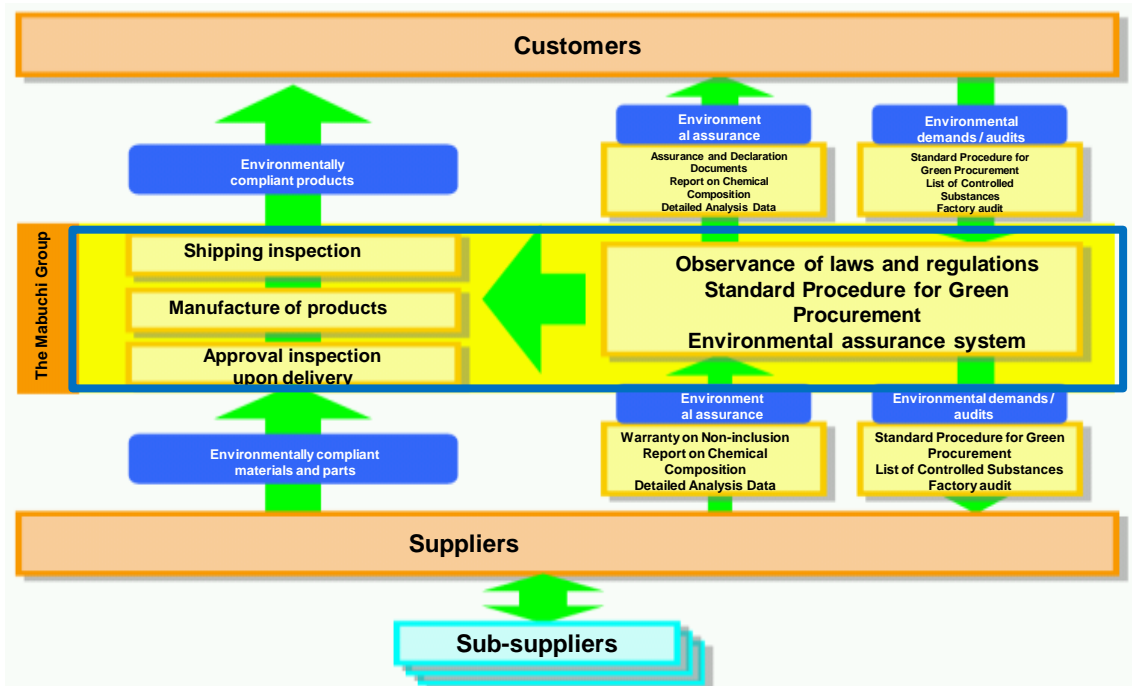 Customers
Environmentally
compliant products
Environment
al assurance
Assurance and Declaration
Documents
Report on Chemical
Composition
Detailed Analysis Data
Environmental
demands / audits
Standard Procedure for
Green Procurement
List of Controlled
Substances
Factory audit
The Mabuchi Group
Shipping inspection
Manufacture of products
Approval inspection
upon delivery
Observance of laws and regulations
Standard Procedure for Green
Procurement
Environmental assurance system
Environmentally compliant
materials and parts
Environment
al assurance
Warranty on Non-inclusion
Report on Chemical
Composition
Detailed Analysis Data
Environmental demands /
audits
Standard Procedure for Green
Procurement
List of Controlled Substances
Factory audit
Suppliers
Sub-suppliers